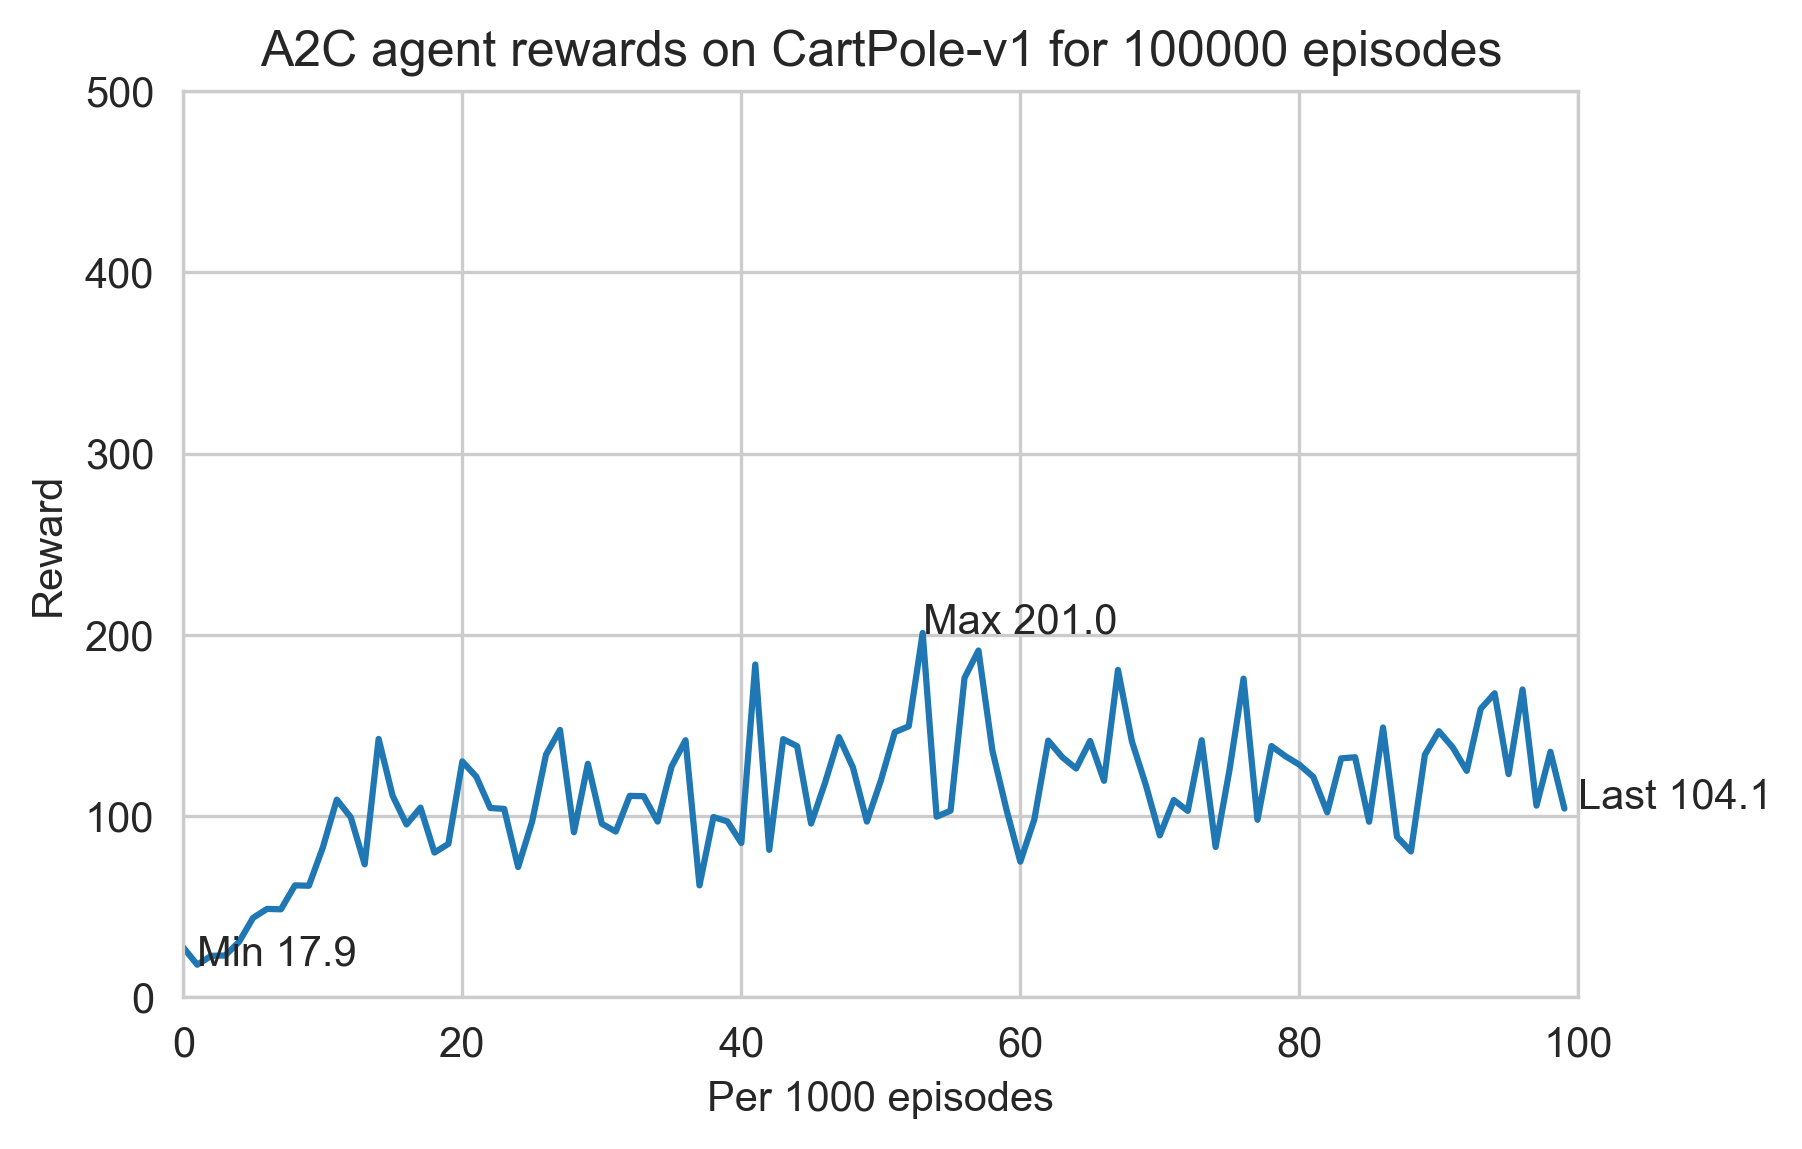 A2C agent rewards on CartPole-v1 for 100000 episodes
500
400
300
200
100
0
Reward
Max 201.0
Last 104.1
Min 17.9
0 20 40 60 80 100
Per 1000 episodes